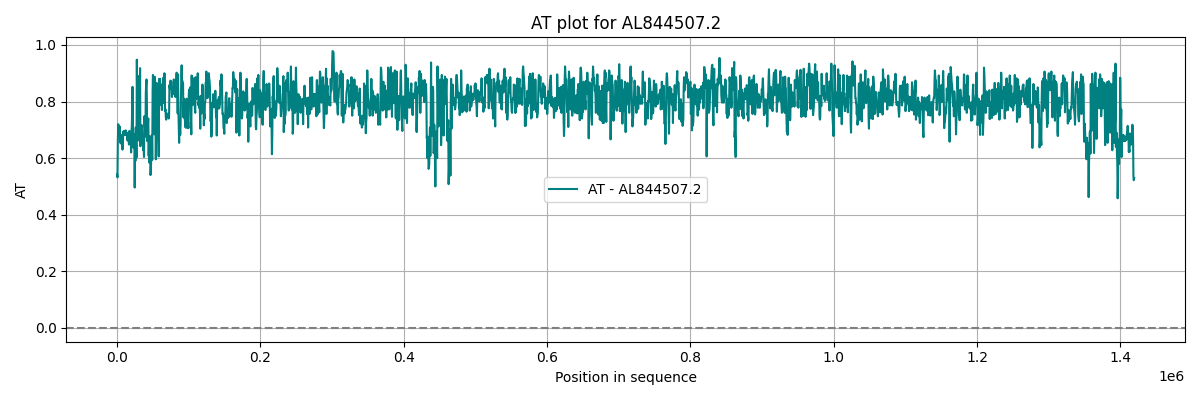 AT plot for AL844507.2
1.0
0.8
0.6
0.4
0.2
0.0
AT
AT - AL844507.2
0.0 0.2 0.4 0.6 0.8 1.0 1.2 1.4
1e6
Position in sequence